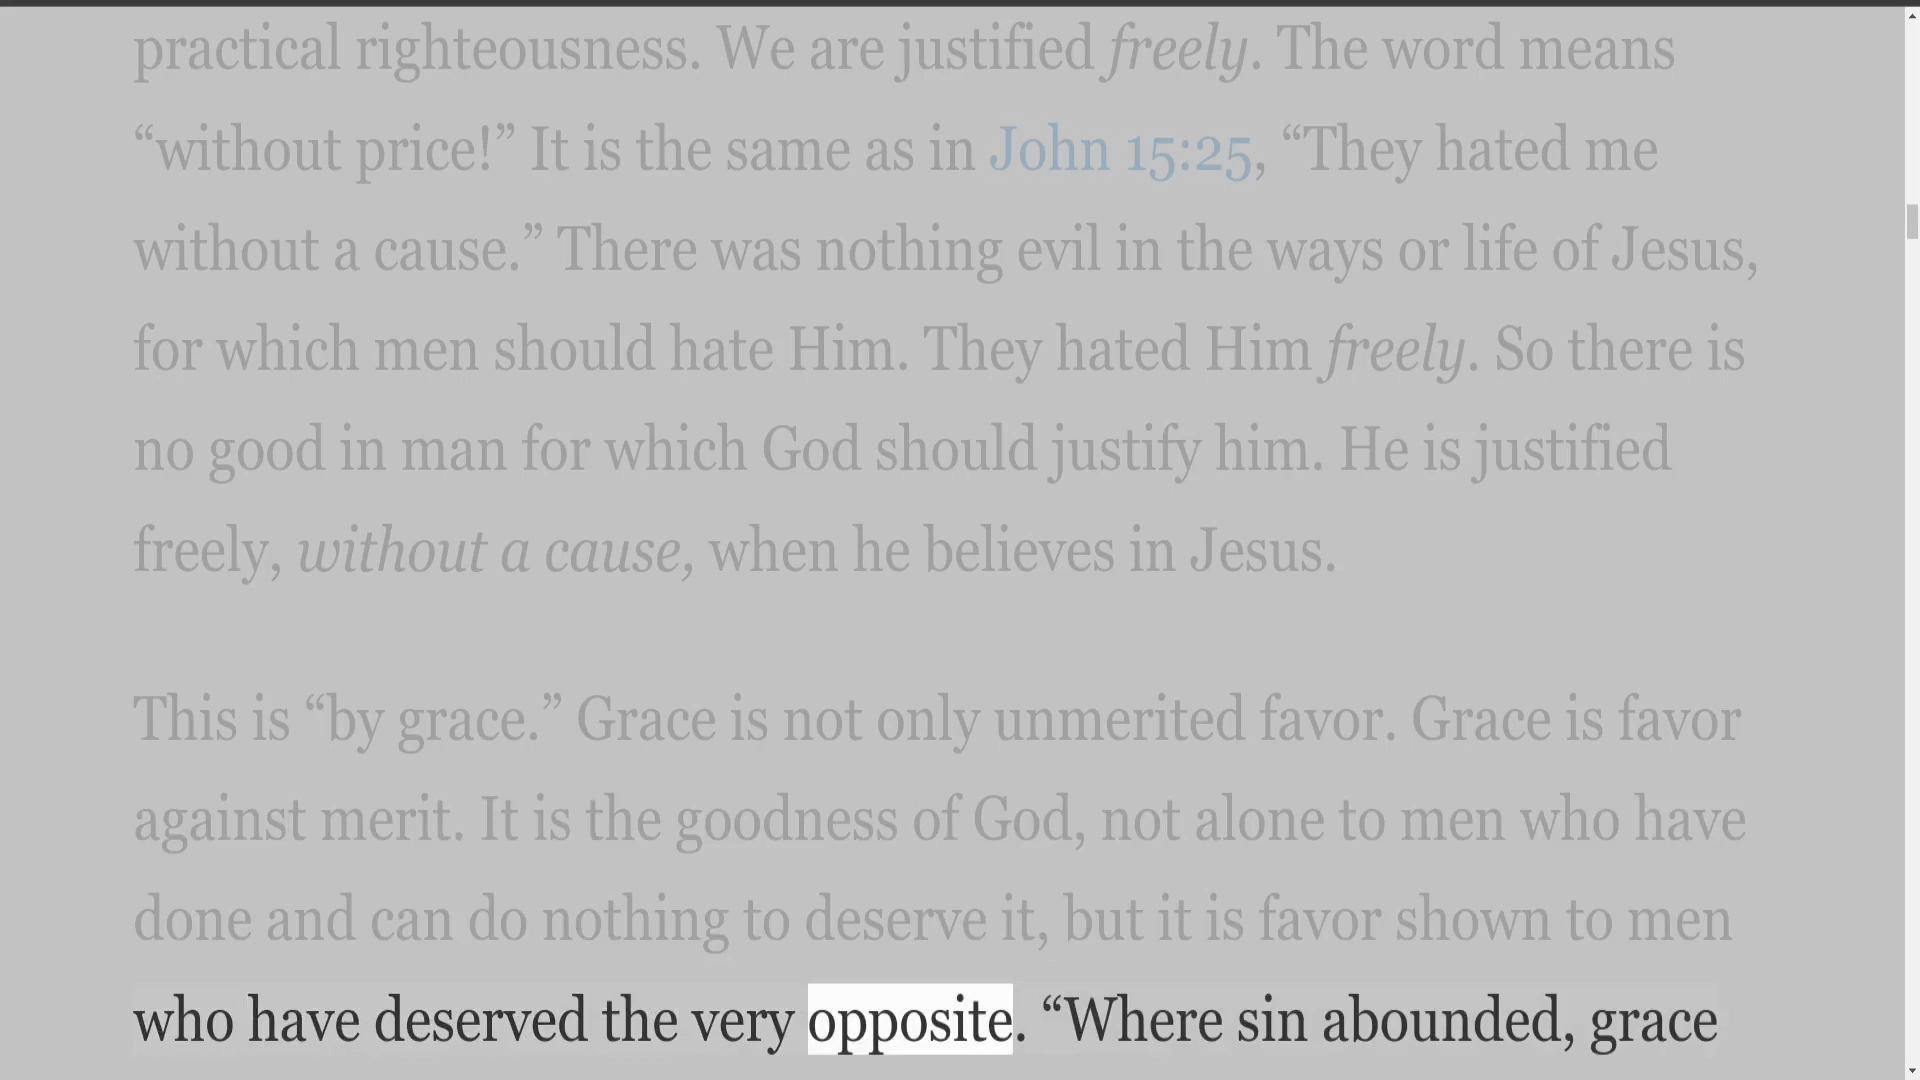 practical righteousness. We are justified freely. The word means
“without price!” It is the same as in John 15:25, “They hated me
without a cause.” There was nothing evil in the ways or life of Jesus,
for which men should hate Him. They hated Him freely. So there is
no good in man for which God should justify him. He is justified
freely, without a cause, when he believes in Jesus.
This is “by grace.” Grace is not only unmerited favor. Grace is favor
against merit. It is the goodness of God, not alone to men who have
done and can do nothing to deserve it, but it is favor shown to men
who have deserved the very opposite. “Where sin abounded, grace